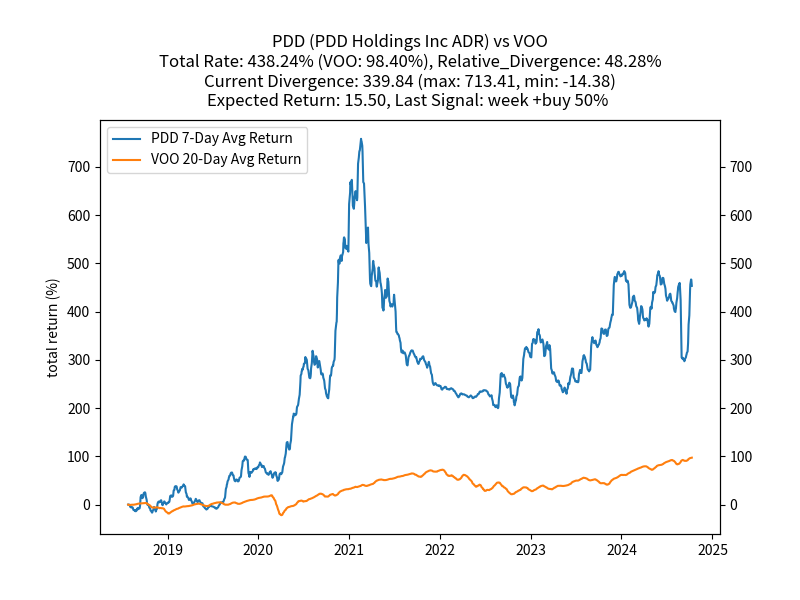 PDD (PDD Holdings Inc ADR) vs VOO
Total Rate: 438.24% (VOO: 98.40%), Relative_Divergence: 48.28%
Current Divergence: 339.84 (max: 713.41, min: -14.38)
Expected Return: 15.50, Last Signal: week +buy 50%
PDD 7-Day Avg Return
VOO 20-Day Avg Return
total return (%)
700 700
600 600
500 500
400 400
300 300
200 200
100 100
0 0
2019 2020 2021 2022 2023 2024 2025